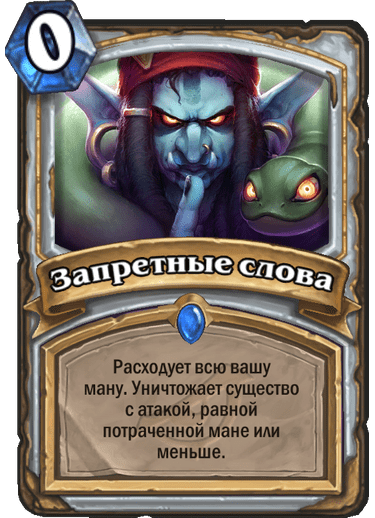 0
Запретные слова
Расходует всю вашу
ману. Уничтожает существо
с атакой, равной
потраченной мане или
меньше.